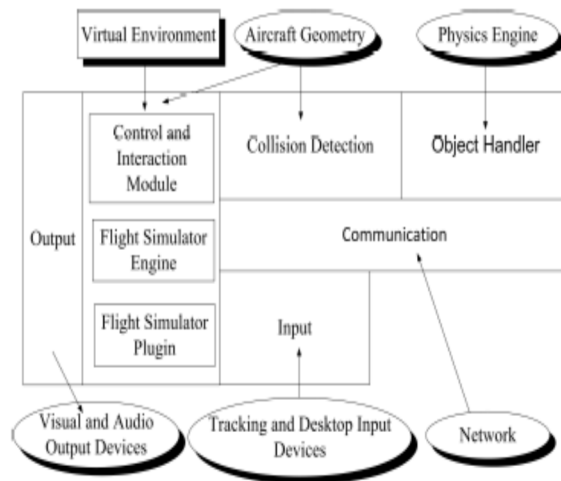 Virtual Environment
Aircraft Geometry
Physics Engine
Control and
Interaction
Module
Collision Detection
Object Handler
Output
Flight Simulator
Engine
Communication
Flight Simulator
Plugin
Input
Visual and Audio
Output Devices
Tracking and Desktop Input
Devices
Network